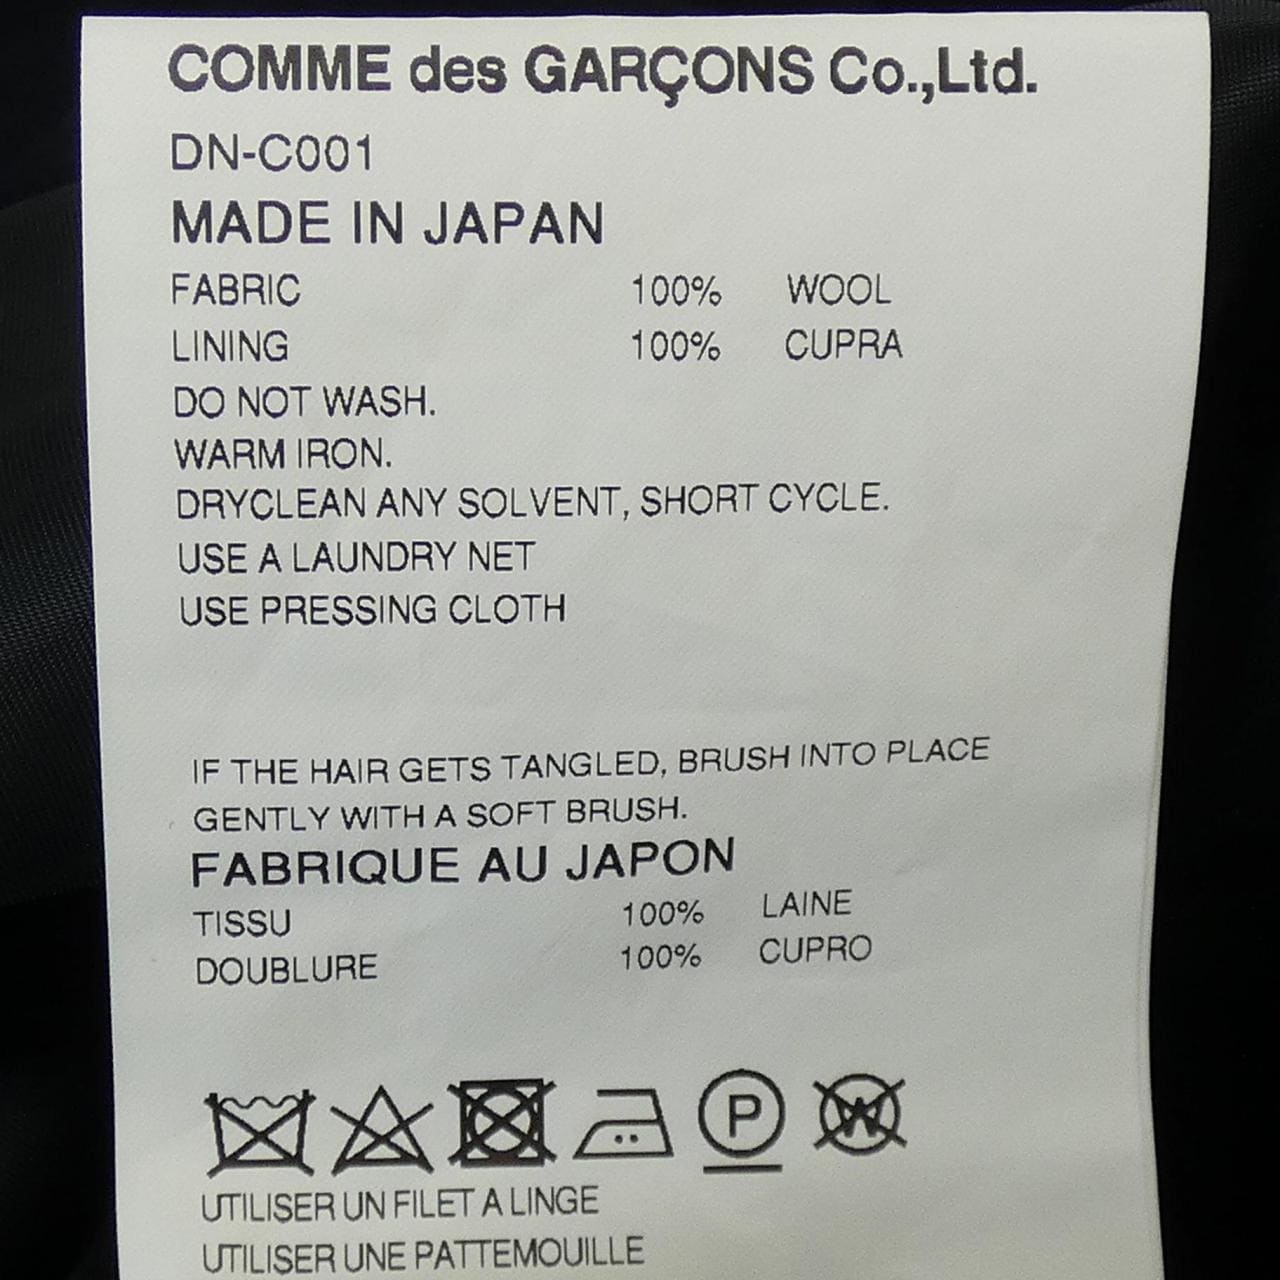 COMME des GARÇONS Co.,Ltd.
DN-C001
MADE IN JAPAN
FABRIC 100% WOOL
LINING 100% CUPRA
DO NOT WASH.
WARM IRON.
DRYCLEAN ANY SOLVENT, SHORT CYCLE.
USE A LAUNDRY NET
USE PRESSING CLOTH
IF THE HAIR GETS TANGLED, BRUSH INTO PLACE
GENTLY WITH A SOFT BRUSH.
FABRIQUE AU JAPON
TISSU 100% LAINE
DOUBLURE 100% CUPRO
P W
UTILISER UN FILET A LINGE
UTILISER UNE PATTEMOUILLE